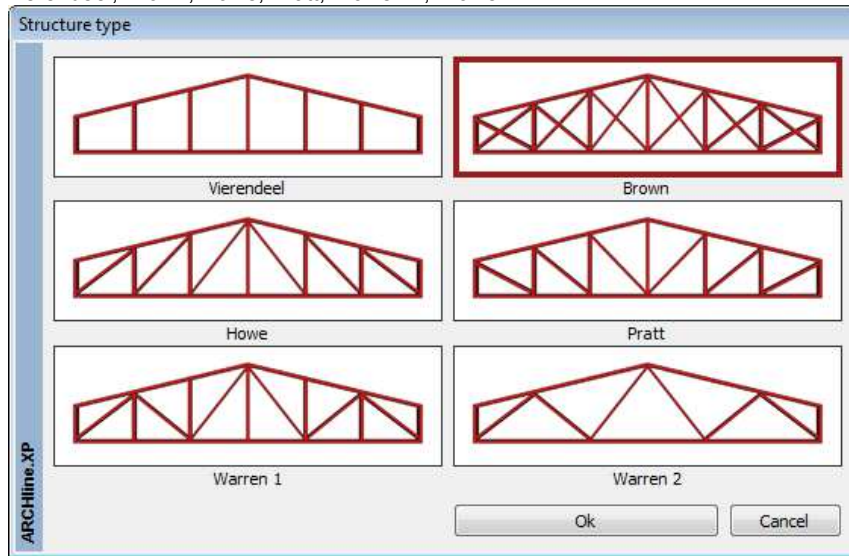 Structure type
Vierendeel
Brown
Howe
Pratt
Warren 1
Warren 2
ARCHline.XP
Ok
Cancel